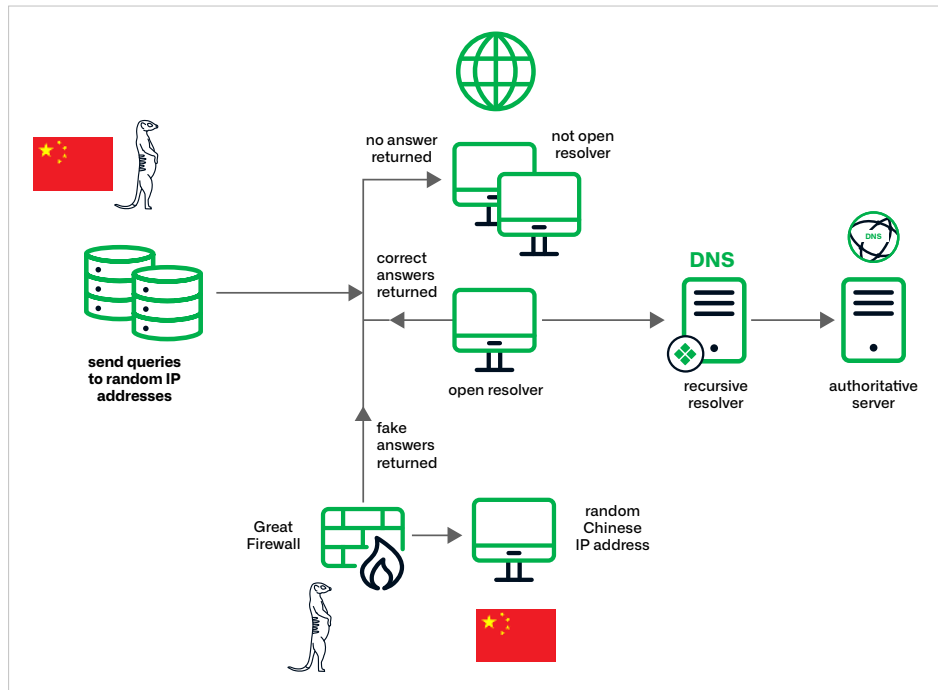 no answer
returned
not open
resolver
correct
answers
returned
DNS
DNS
send queries
to random IP
addresses
open resolver
recursive
resolver
authoritative
server
fake
answers
returned
Great
Firewall
random
Chinese
IP address